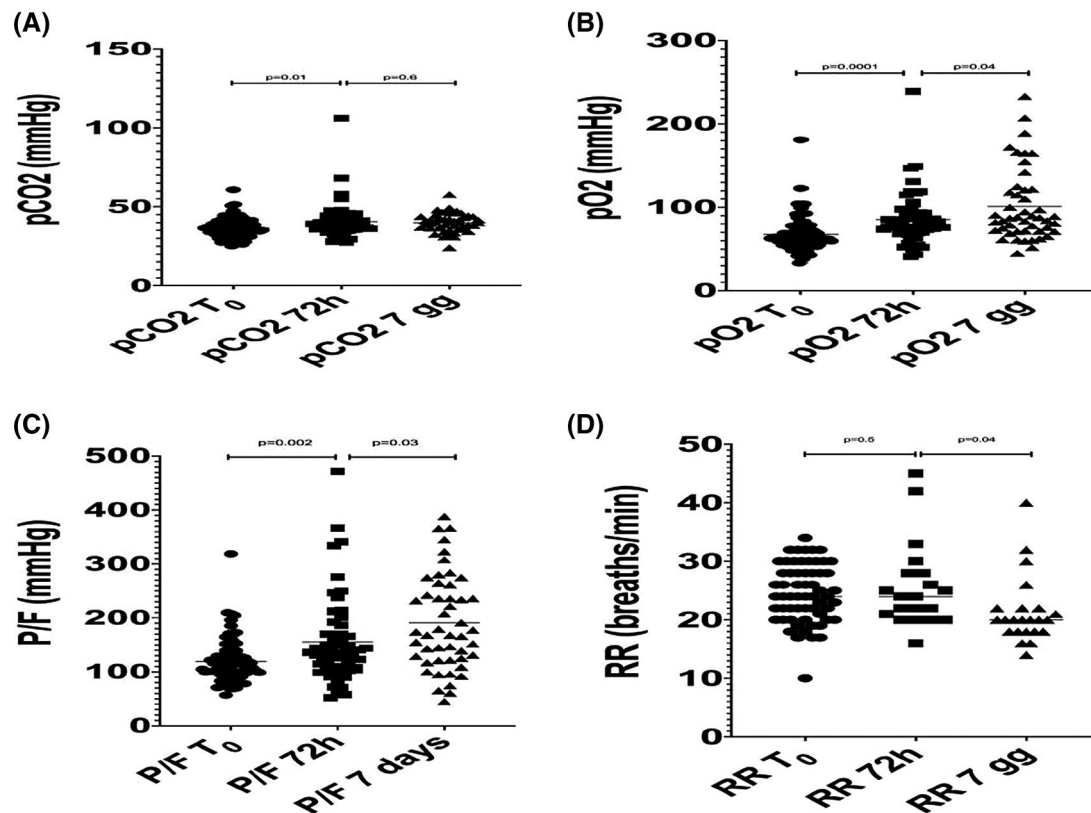 (A)
150
100
50
0
pCO2 (mmHg)
p=0.01
p=0.6
pCO2 T0
pCO2 72h
pCO2 7 gg
(B)
300
200
100
0
pO2 (mmHg)
p=0.0001
p=0.04
pO2 T0
pO2 72h
pO2 7 gg
(C)
500
400
300
200
100
0
P/F (mmHg)
p=0.002
p=0.03
P/F T0
P/F 72h
P/F 7 days
(D)
50
40
30
20
10
0
RR (breaths/min)
p=0.5
p=0.04
RR T0
RR 72h
RR 7 gg